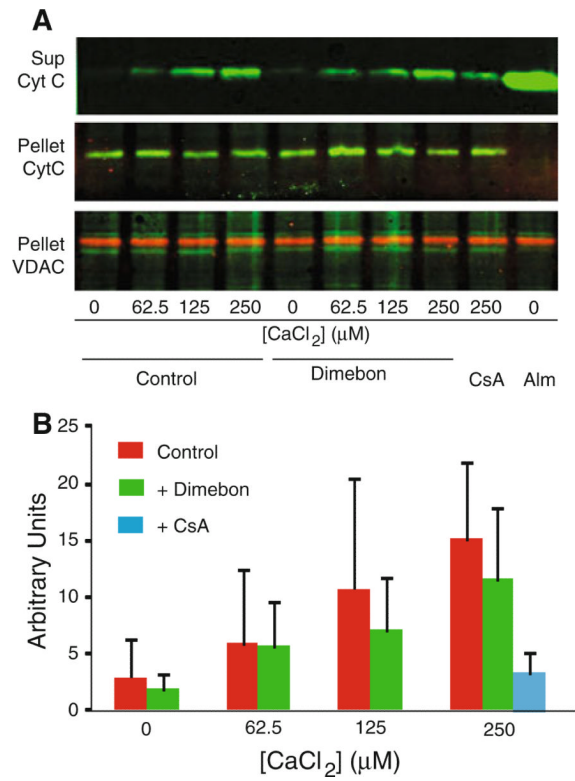 A
Sup
Cyt C
Pellet
CytC
Pellet
VDAC
0 62.5 125 250 0 62.5 125 250 250 0
[CaCl2] (µM)
Control Dimebon CsA Alm
B
25
20
15
10
5
0
Arbitrary Units
Control
+ Dimebon
+ CsA
0 62.5 125 250
[CaCl2] (µM)